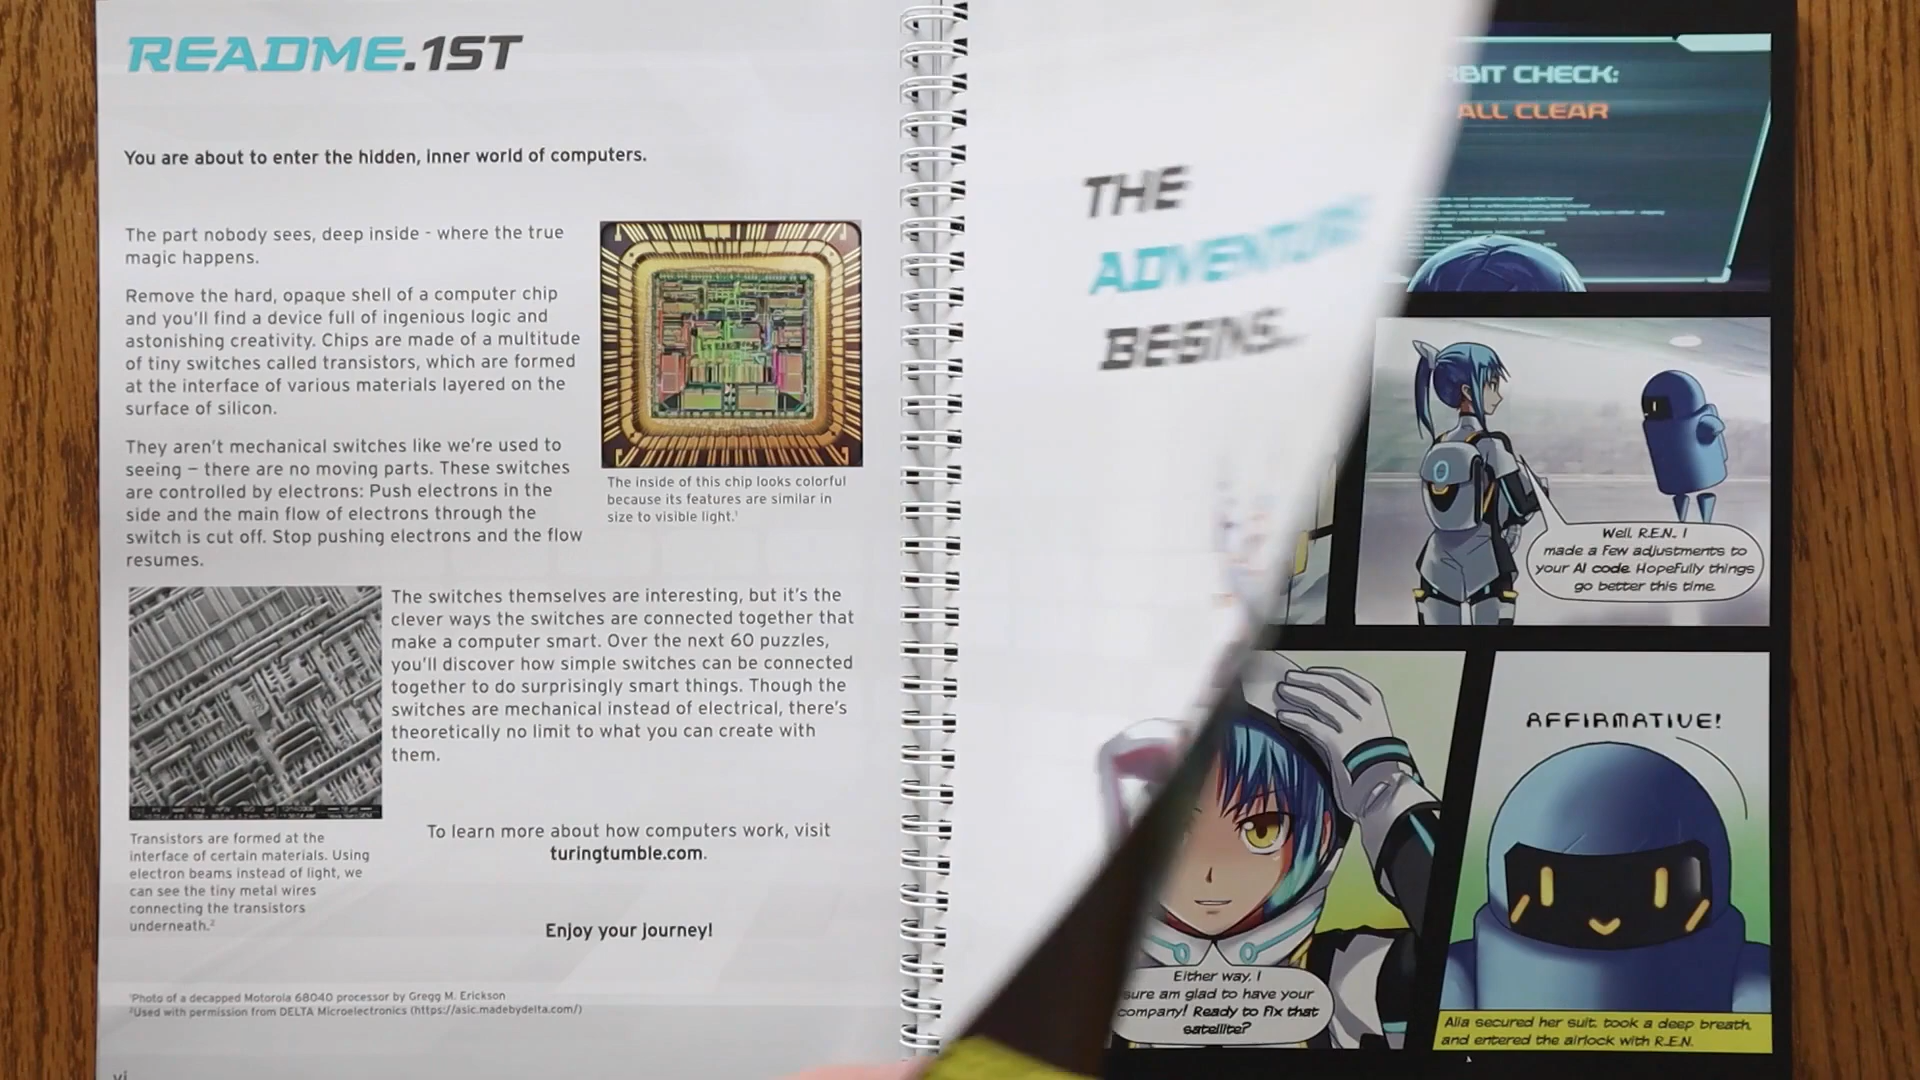 README.1ST
You are about to enter the hidden, inner world of computers.
The part nobody sees, deep inside - where the true
magic happens.
Remove the hard, opaque shell of a computer chip
and you'll find a device full of ingenious logic and
astonishing creativity. Chips are made of a multitude
of tiny switches called transistors, which are formed
at the interface of various materials layered on the
surface of silicon.
They aren't mechanical switches like we're used to
seeing – there are no moving parts. These switches
are controlled by electrons: Push electrons in the
side and the main flow of electrons through the
switch is cut off. Stop pushing electrons and the flow
resumes.
The inside of this chip looks colorful
because its features are similar in
size to visible light.¹
The switches themselves are interesting, but it's the
clever ways the switches are connected together that
make a computer smart. Over the next 60 puzzles,
you'll discover how simple switches can be connected
together to do surprisingly smart things. Though the
switches are mechanical instead of electrical, there's
theoretically no limit to what you can create with
them.
Transistors are formed at the
interface of certain materials. Using
electron beams instead of light, we
can see the tiny metal wires
connecting the transistors
underneath.²
To learn more about how computers work, visit
turingtumble.com.
Enjoy your journey!
¹Photo of a decapped Motorola 68040 processor by Gregg M. Erickson
²Used with permission from DELTA Microelectronics (https://asic.madebydelta.com/)
vi
THE
ADVENTURE
BEGINS...
RBIT CHECK:
ALL CLEAR
Well, R.E.N., I
made a few adjustments to
your AI code. Hopefully things
go better this time.
Either way, I
sure am glad to have your
company! Ready to fix that
satellite?
AFFIRMATIVE!
Alia secured her suit, took a deep breath,
and entered the airlock with R.E.N.